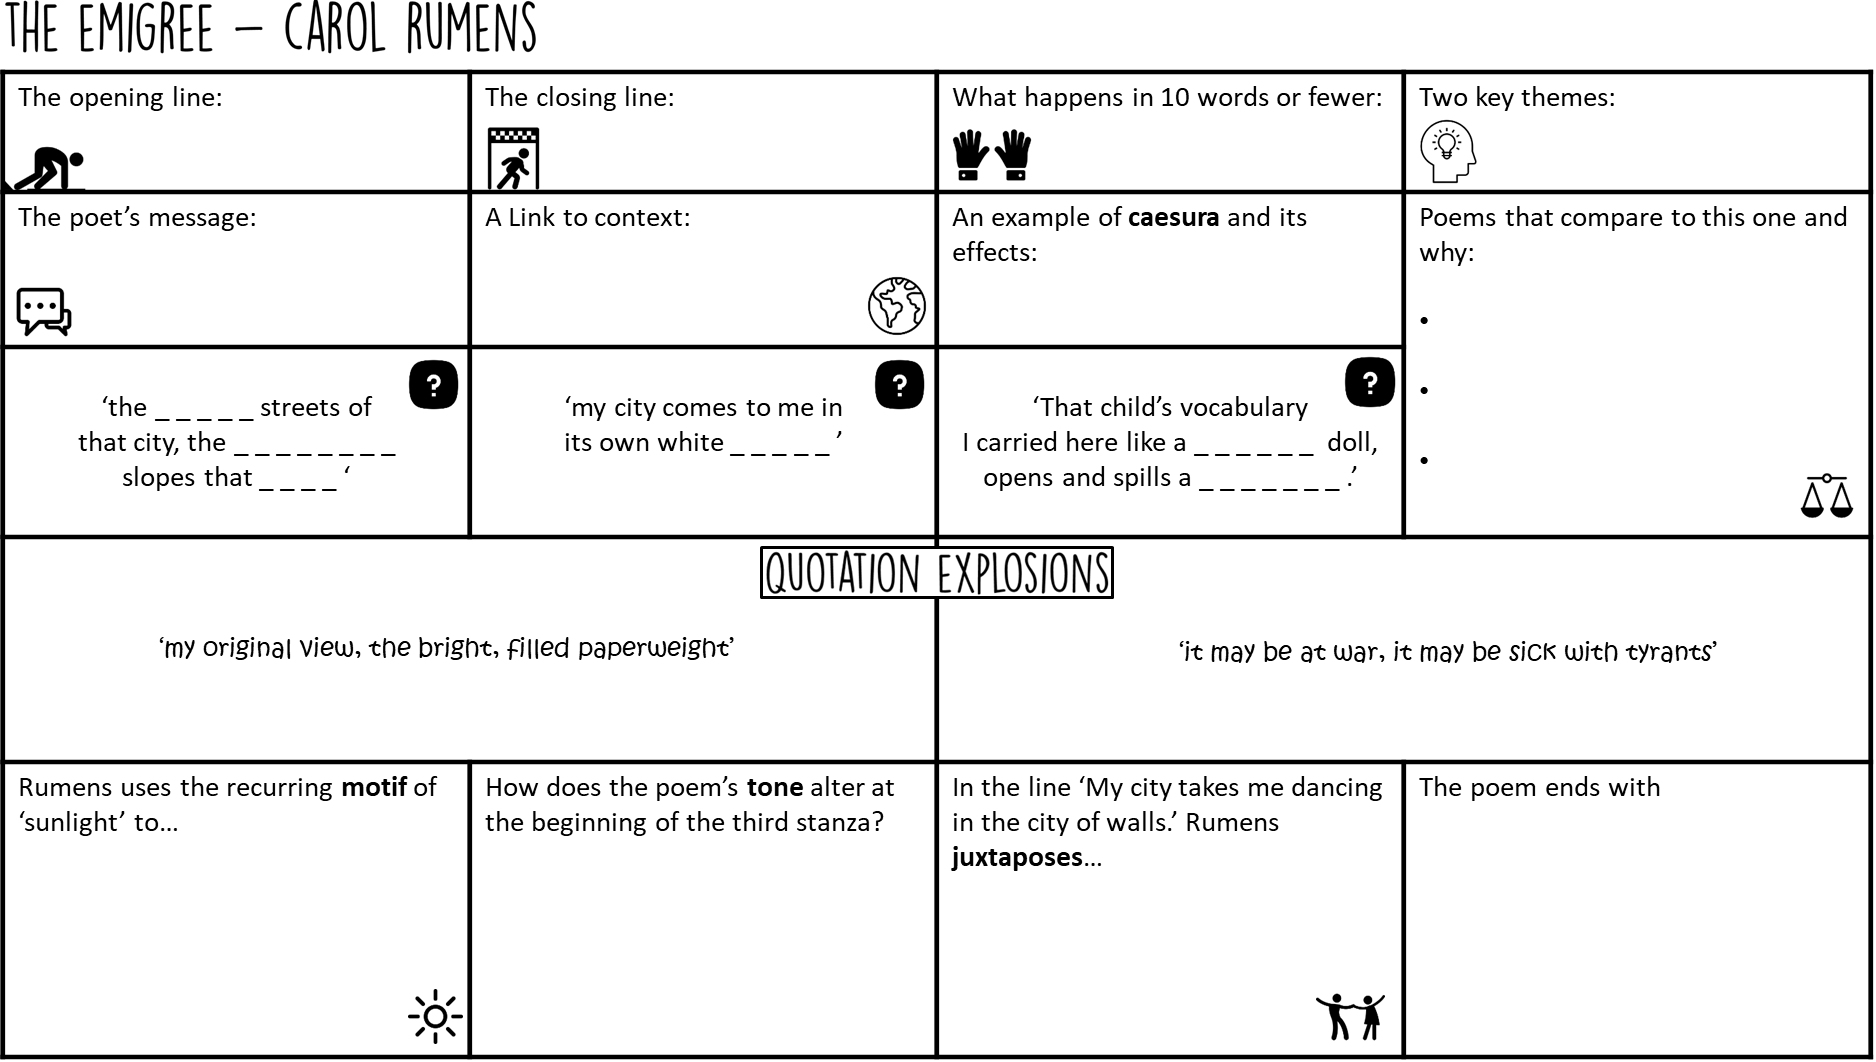 THE EMIGREE – CAROL RUMENS
The opening line:
The closing line:
What happens in 10 words or fewer:
Two key themes:
The poet’s message:
A Link to context:
An example of caesura and its
effects:
Poems that compare to this one and
why:
•
•
•
?
‘the _ _ _ _ _ streets of
that city, the _ _ _ _ _ _ _ _
slopes that _ _ _ _ ‘
?
‘my city comes to me in
its own white _ _ _ _ _ ’
?
‘That child’s vocabulary
I carried here like a _ _ _ _ _ _ doll,
opens and spills a _ _ _ _ _ _ _ .’
QUOTATION EXPLOSIONS
‘my original view, the bright, filled paperweight’
‘it may be at war, it may be sick with tyrants’
Rumens uses the recurring motif of
‘sunlight’ to…
How does the poem’s tone alter at
the beginning of the third stanza?
In the line ‘My city takes me dancing
in the city of walls.’ Rumens
juxtaposes…
The poem ends with